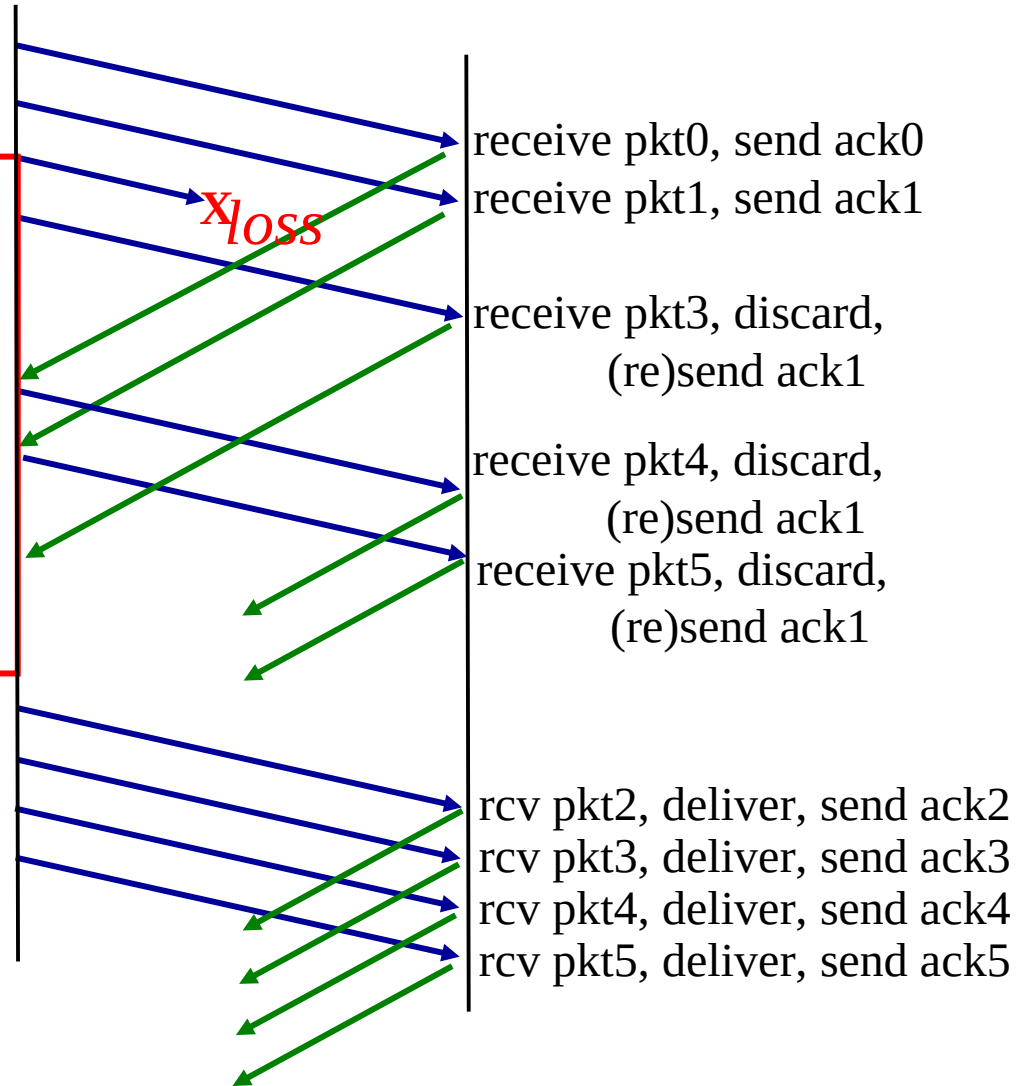 receive pkt0, send ack0
receive pkt1, send ack1
X
loss
receive pkt3, discard,
(re)send ack1
receive pkt4, discard,
(re)send ack1
receive pkt5, discard,
(re)send ack1
rcv pkt2, deliver, send ack2
rcv pkt3, deliver, send ack3
rcv pkt4, deliver, send ack4
rcv pkt5, deliver, send ack5